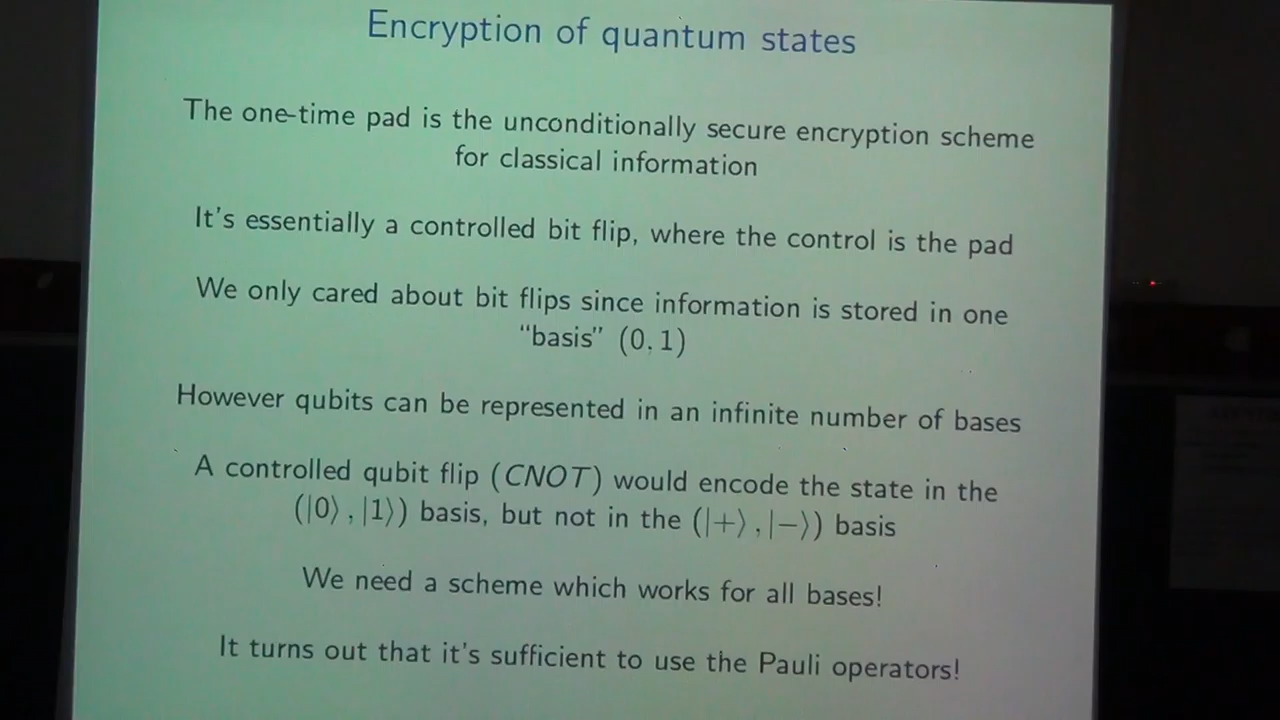 Encryption of quantum states
The one-time pad is the unconditionally secure encryption scheme
for classical information
It's essentially a controlled bit flip, where the control is the pad
We only cared about bit flips since information is stored in one
“basis” (0, 1)
However qubits can be represented in an infinite number of bases
A controlled qubit flip (CNOT) would encode the state in the
(|0⟩, |1⟩) basis, but not in the (|+⟩, |−⟩) basis
We need a scheme which works for all bases!
It turns out that it's sufficient to use the Pauli operators!